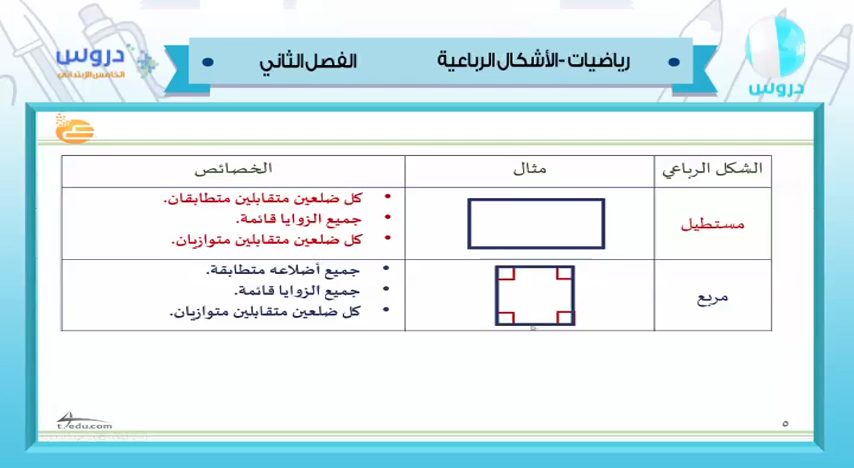 دروس
الخامس الإبتدائي
رياضيات - الأشكال الرباعية
الفصل الثاني
دروس
الشكل الرباعي
مثال
الخصائص
مستطيل
كل ضلعين متقابلين متطابقان.
جميع الزوايا قائمة.
كل ضلعين متقابلين متوازيان.
مربع
جميع أضلاعه متطابقة.
جميع الزوايا قائمة.
كل ضلعين متقابلين متوازيان.
٥
t4edu.com